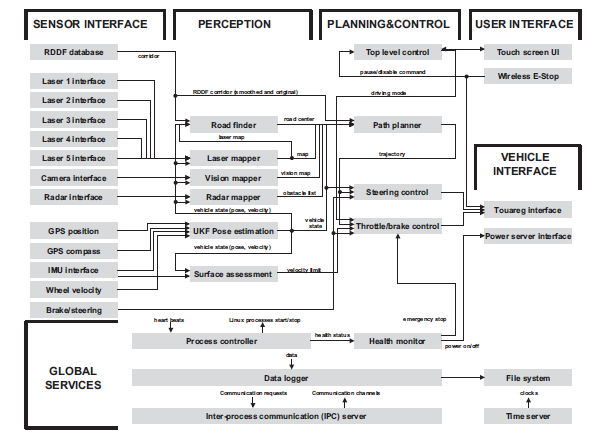 SENSOR INTERFACE
PERCEPTION
PLANNING&CONTROL
USER INTERFACE
RDDF database
Top level control
Touch screen UI
corridor
pause/disable command
Wireless E-Stop
Laser 1 interface
RDDF corridor (smoothed and original)
driving mode
Laser 2 interface
Laser 3 interface
road center
Road finder
Path planner
Laser 4 interface
laser map
VEHICLE
INTERFACE
Laser 5 interface
Laser mapper
map
trajectory
Camera interface
Vision mapper
vision map
Radar interface
Radar mapper
obstacle list
Steering control
vehicle state (pose, velocity)
Touareg interface
GPS position
UKF Pose estimation
vehicle
state
Throttle/brake control
Power server interface
GPS compass
vehicle state (pose, velocity)
IMU interface
Surface assessment
velocity limit
Wheel velocity
Brake/steering
heart beats
Linux processes start/stop
emergency stop
health status
Process controller
Health monitor
power on/off
GLOBAL
SERVICES
data
Data logger
File system
Communication requests
Communication channels
clocks
Inter-process communication (IPC) server
Time server